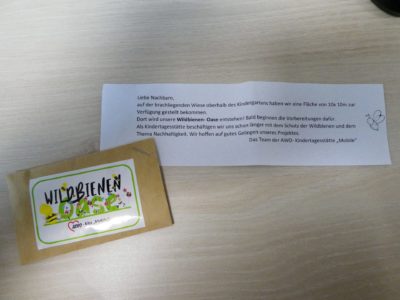 Liebe Nachbarn,
auf der brachliegenden Wiese oberhalb des Kindergartens haben wir eine Fläche von 10x 10m zur
Verfügung gestellt bekommen.
Dort wird unsere Wildbienen- Oase entstehen! Bald beginnen die Vorbereitungen dafür.
Als Kindertagesstätte beschäftigen wir uns schon länger mit dem Schutz der Wildbienen und dem
Thema Nachhaltigkeit. Wir hoffen auf gutes Gelingen unseres Projektes.
Das Team der AWO- Kindertagesstätte „Mobile"
WILDBIENEN
OASE
AWO - Kita „Mobile"